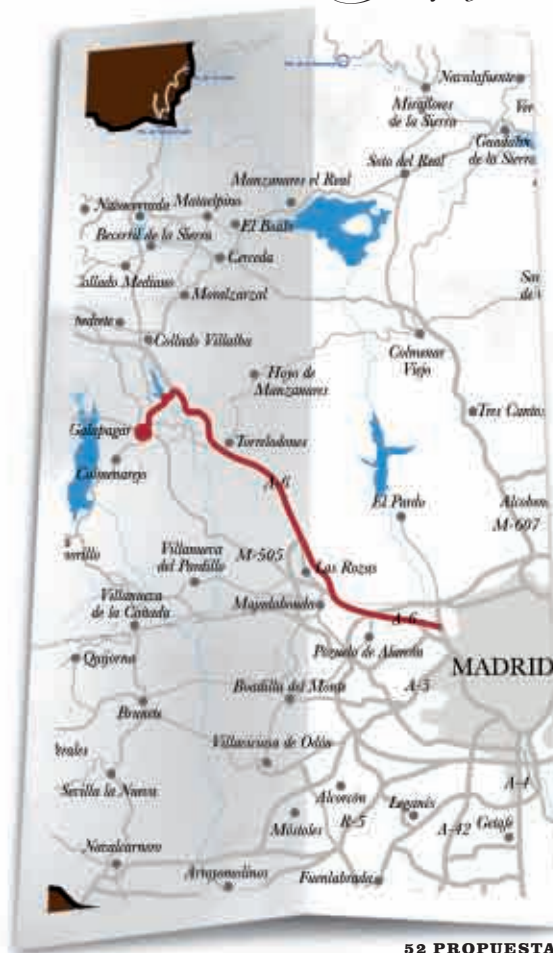 Navalafuente
Miraflores
de la Sierra
Guadalix
de la Sierra
Soto del Real
Manzanares el Real
Navacerrada
Mataelpino
El Boalo
Becerril de la Sierra
Cerceda
Collado Mediano
Moralzarzal
Collado Villalba
Colmenar
Viejo
Hoyo de
Manzanares
Tres Cantos
Galapagar
Torrelodones
Colmenarejo
A-6
El Pardo
M-607
M-505
Villanueva
del Pardillo
Las Rozas
Villanueva
de la Cañada
Majadahonda
A-6
Pozuelo de Alarcón
MADRID
Quijorna
Boadilla del Monte
A-5
Brunete
Villaviciosa de Odón
Sevilla la Nueva
Alcorcón
Leganés
A-4
Móstoles
R-5
A-42
Getafe
Navalcarnero
Arroyomolinos
Fuenlabrada
52 PROPUESTA